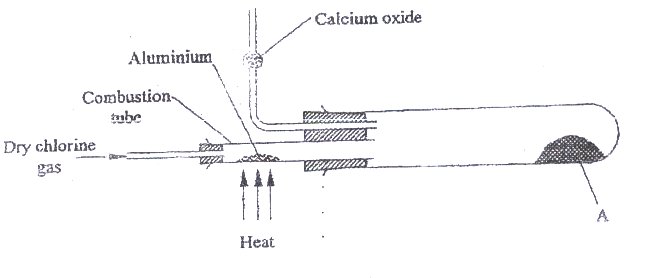 Calcium oxide
Aluminium
Combustion
tube
Dry chlorine
gas
A
Heat